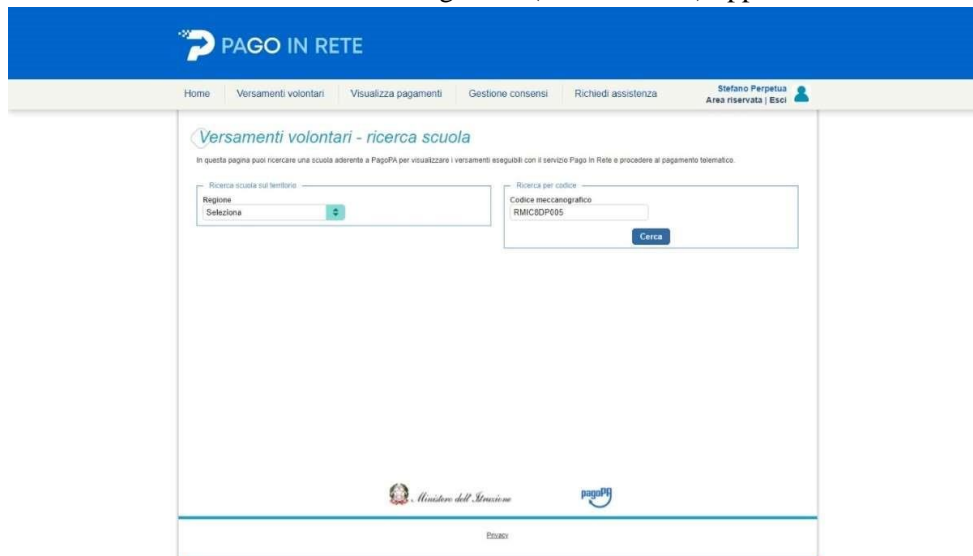 PAGO IN RETE
Home Versamenti volontari Visualizza pagamenti Gestione consensi Richiedi assistenza
Stefano Perpetua
Area riservata | Esci
Versamenti volontari - ricerca scuola
In questa pagina puoi ricercare una scuola aderente a PagoPA per visualizzare i versamenti eseguibili con il servizio Pago In Rete e procedere al pagamento telematico.
Ricerca scuola sul territorio
Regione
Seleziona
Ricerca per codice
Codice meccanografico
RMIC8DP005
Cerca
Ministero dell'Istruzione
pagoPA
Privacy